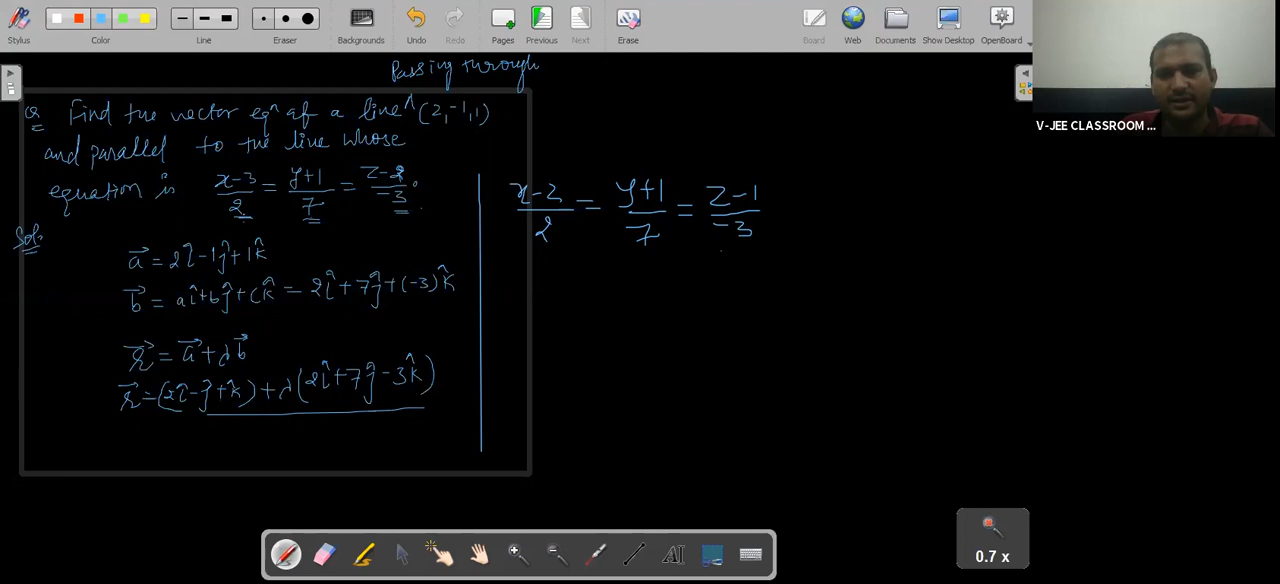 Stylus Color Line Eraser Backgrounds Undo Redo Pages Previous Next Erase Board Web Documents Show Desktop OpenBoard
V-JEE CLASSROOM ...
Passing through
Q Find the vector eqⁿ of a line ^ (2, -1, 1)
and parallel to the line whose
equation is x-3/2 = y+1/7 = z-2/-3 .
Sol:
a⃗ = 2î - 1ĵ + 1k̂
b⃗ = aî + bĵ + ck̂ = 2î + 7ĵ + (-3)k̂
r⃗ = a⃗ + λb⃗
r⃗ = (2î - ĵ + k̂) + λ(2î + 7ĵ - 3k̂)
x-2/2 = y+1/7 = z-1/-3
AI
0.7 x